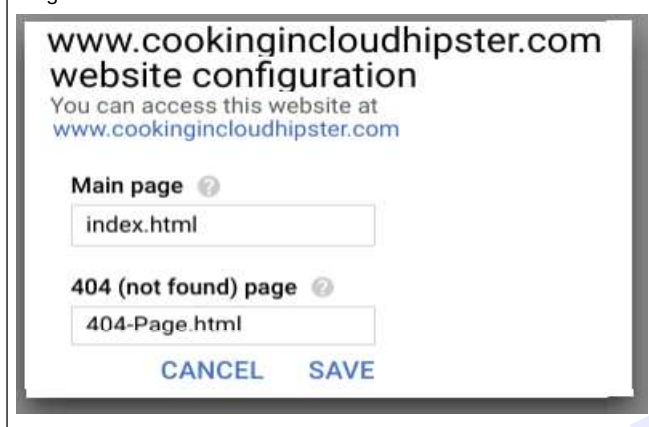 www.cookingincloudhipster.com
website configuration
You can access this website at
www.cookingincloudhipster.com
Main page ?
index.html
404 (not found) page ?
404-Page.html
CANCEL SAVE